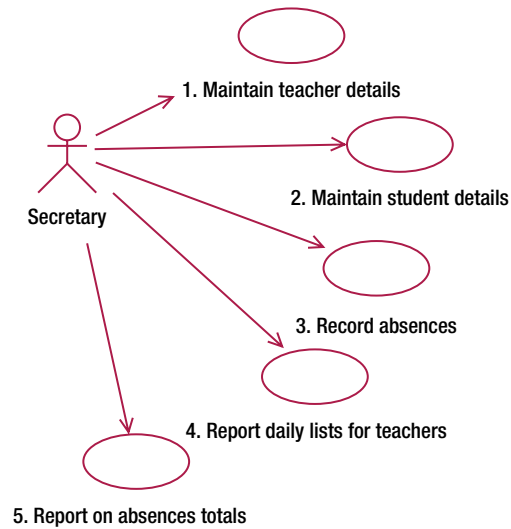 1. Maintain teacher details
2. Maintain student details
Secretary
3. Record absences
4. Report daily lists for teachers
5. Report on absences totals